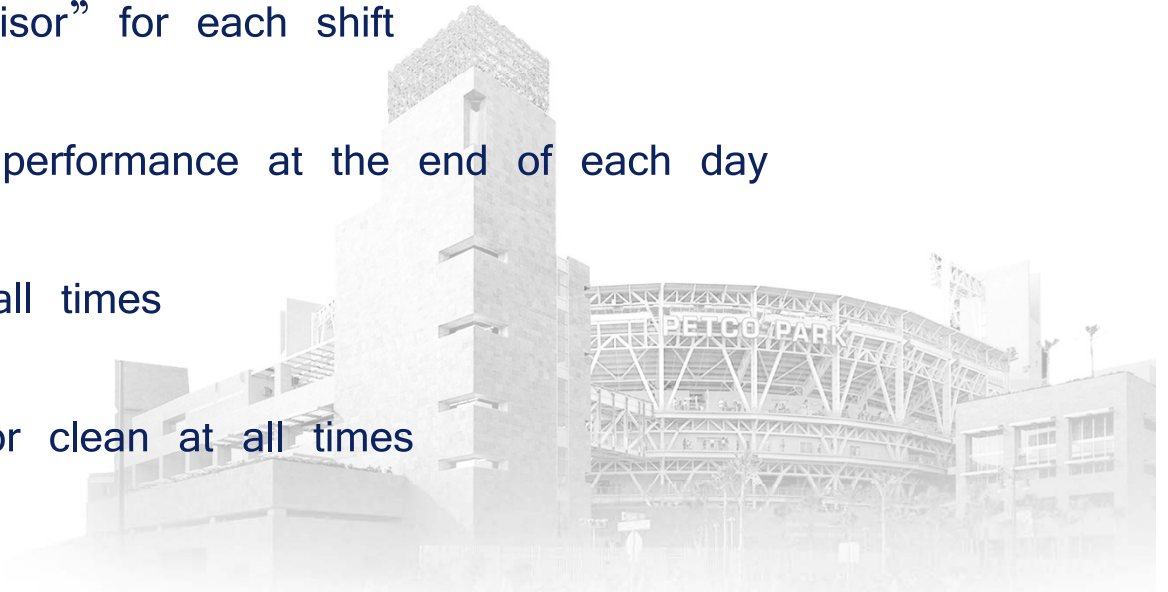 isor” for each shift
performance at the end of each day
all times
or clean at all times
PETCO PARK